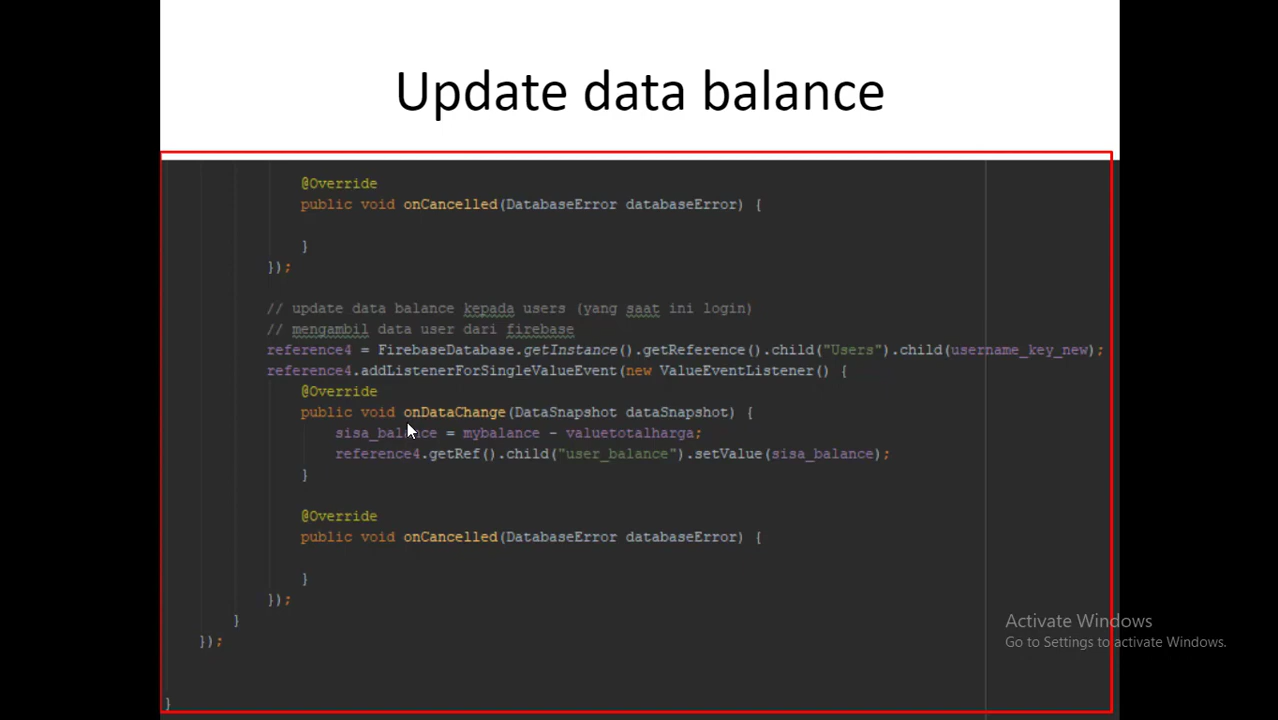 Update data balance
@Override
public void onCancelled(DatabaseError databaseError) {
}
});
// update data balance kepada users (yang saat ini login)
// mengambil data user dari firebase
reference4 = FirebaseDatabase.getInstance().getReference().child("Users").child(username_key_new);
reference4.addListenerForSingleValueEvent(new ValueEventListener() {
@Override
public void onDataChange(DataSnapshot dataSnapshot) {
sisa_balance = mybalance - valuetotalharga;
reference4.getRef().child("user_balance").setValue(sisa_balance);
}
@Override
public void onCancelled(DatabaseError databaseError) {
}
});
}
});
}
Activate Windows
Go to Settings to activate Windows.